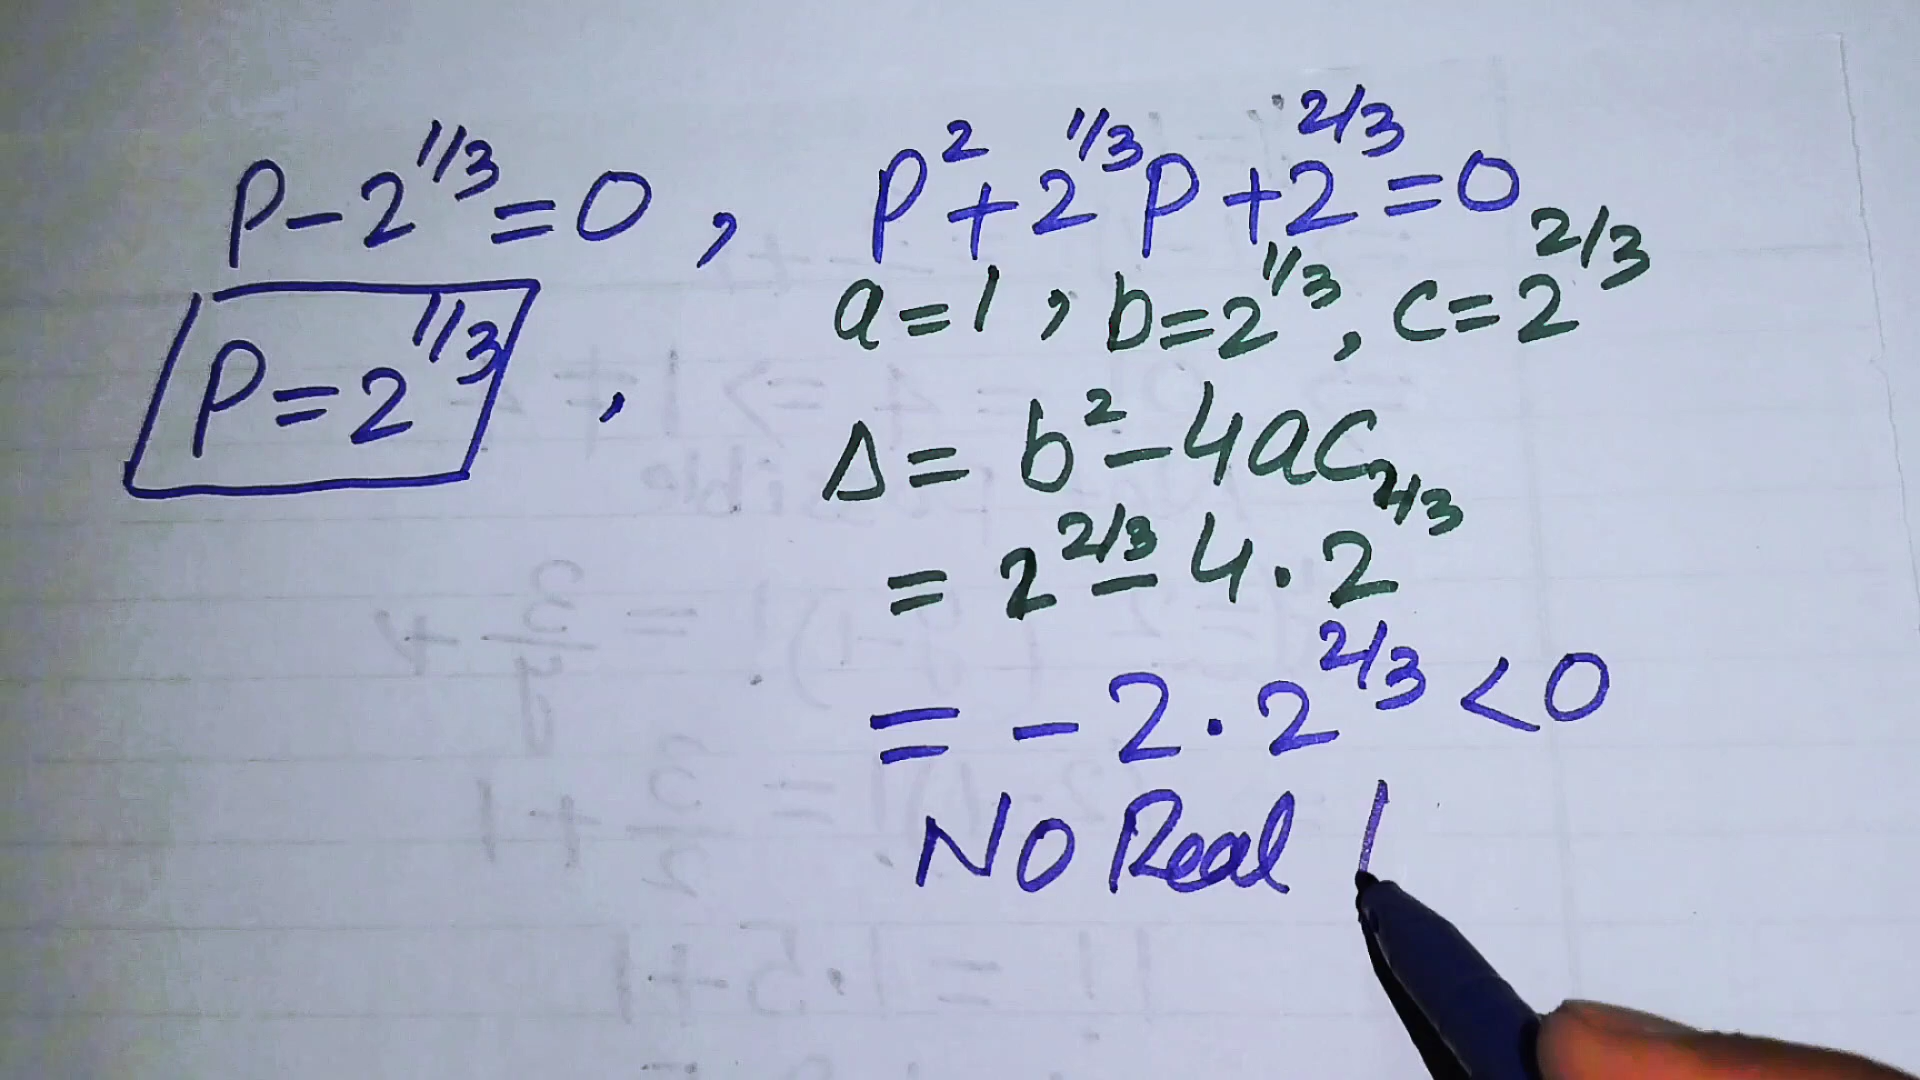 P-2^1/3=0 , P^2+2^1/3P+2^2/3=0
a=1, b=2^1/3, c=2^2/3
P=2^1/3 ,
Δ= b^2-4ac
= 2^2/3-4·2^2/3
= -2·2^2/3<0
No Real